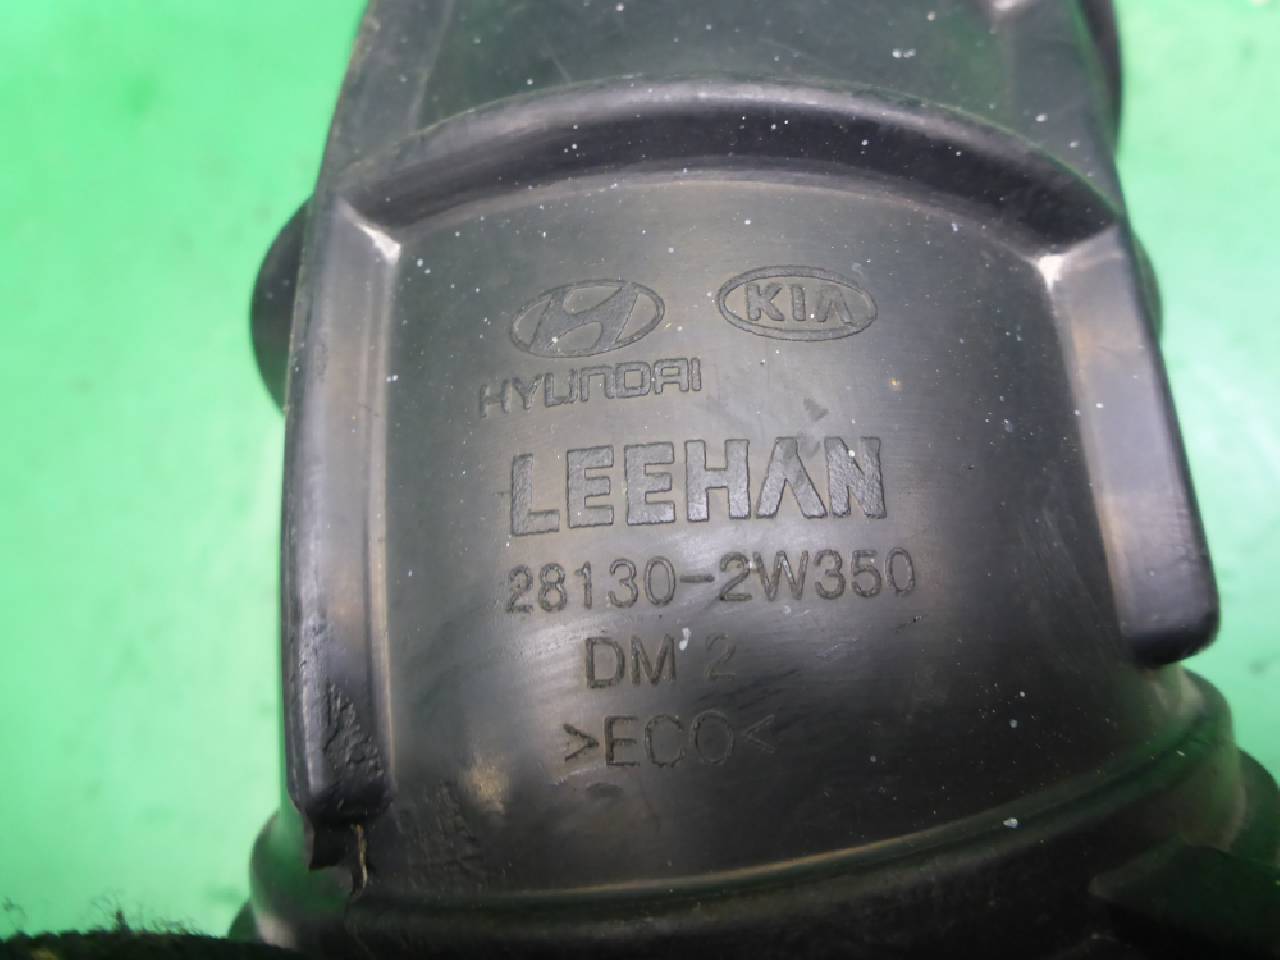 KIA
HYUNDAI
LEEHAN
28130-2W350
DM 2
>ECO<